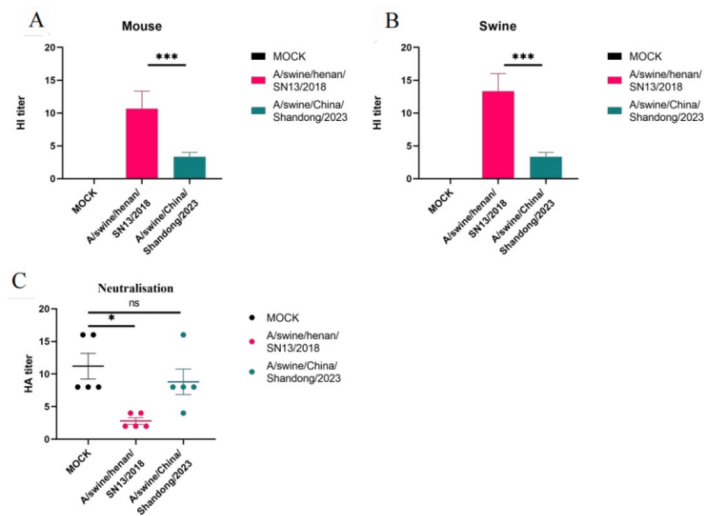 A
Mouse
HI titer
20
15
10
5
0
***
MOCK
A/swine/henan/
SN13/2018
A/swine/China/
Shandong/2023
MOCK
A/swine/henan/
SN13/2018
A/swine/China/
Shandong/2023
B
Swine
HI titer
20
15
10
5
0
***
MOCK
A/swine/henan/
SN13/2018
A/swine/China/
Shandong/2023
MOCK
A/swine/henan/
SN13/2018
A/swine/China/
Shandong/2023
C
Neutralisation
ns
*
HA titer
20
15
10
5
0
MOCK
A/swine/henan/
SN13/2018
A/swine/China/
Shandong/2023
MOCK
A/swine/henan/
SN13/2018
A/swine/China/
Shandong/2023